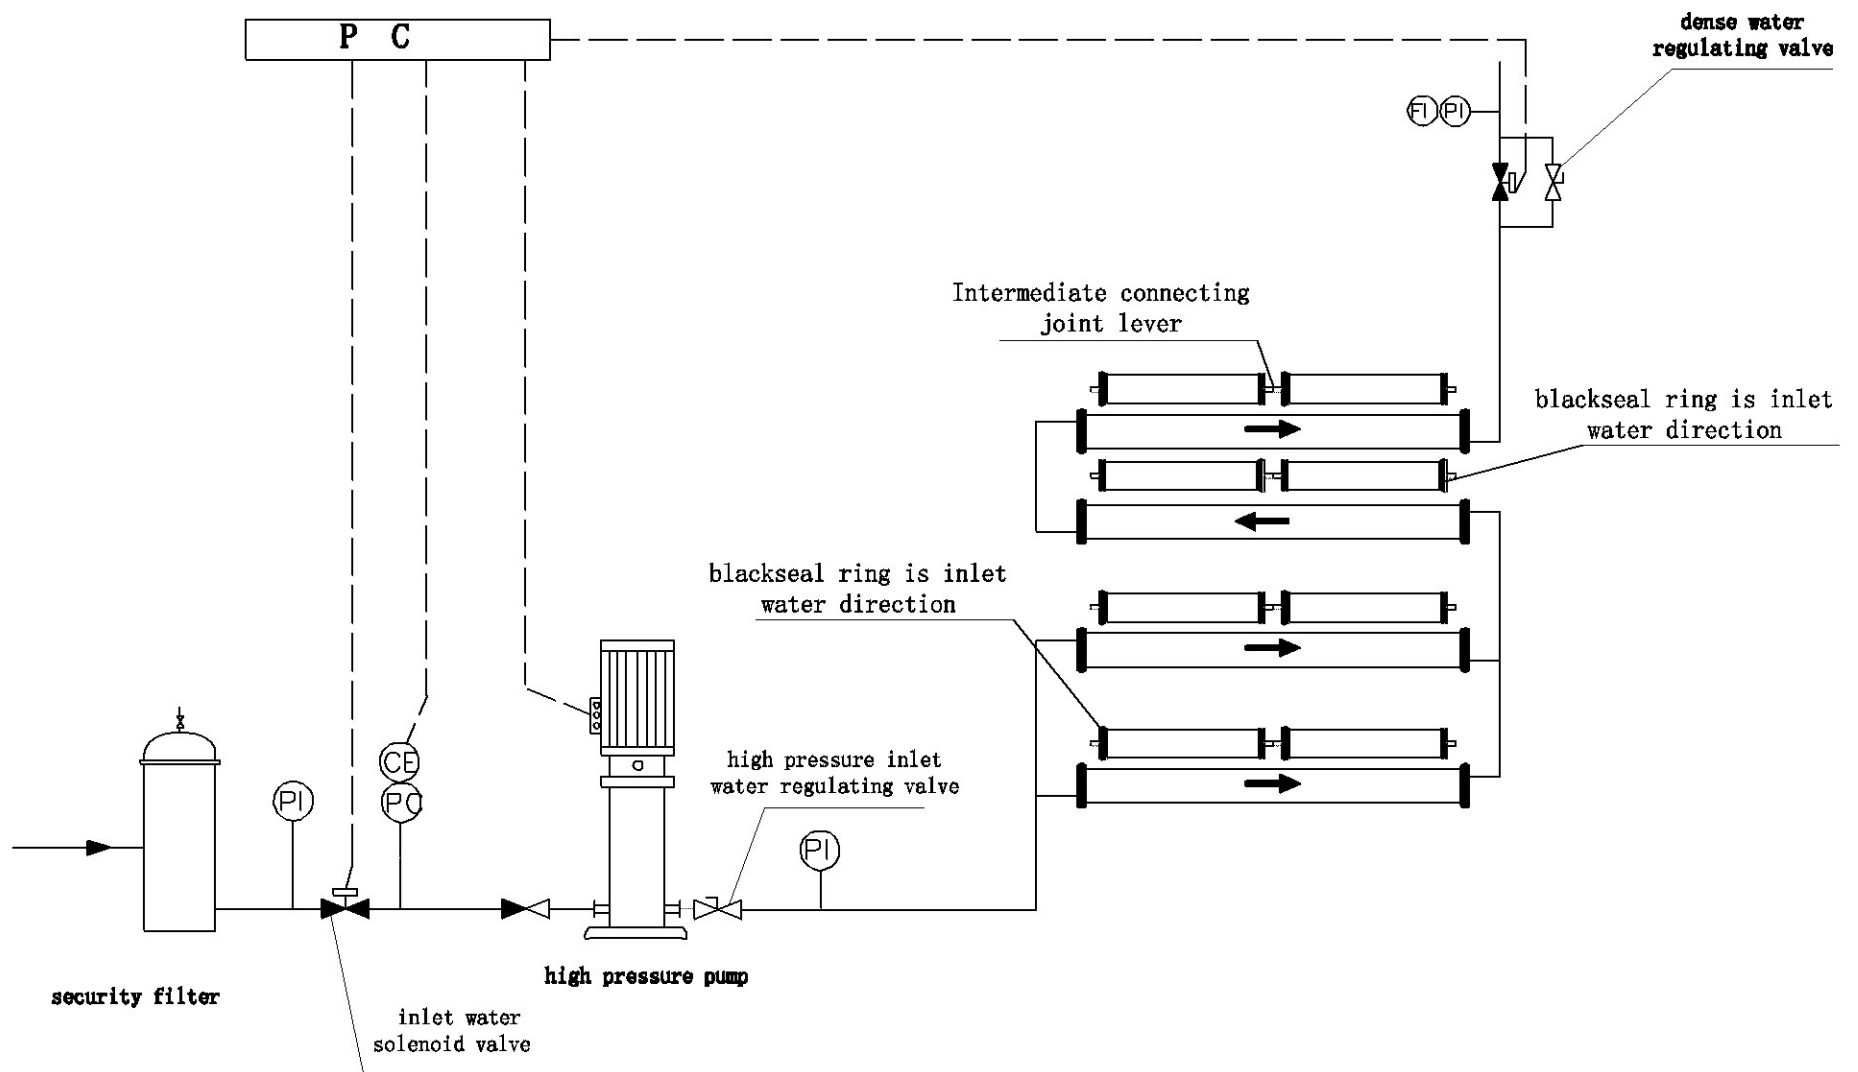 P C
dense water
regulating valve
FI PI
Intermediate connecting
joint lever
blackseal ring is inlet
water direction
blackseal ring is inlet
water direction
high pressure inlet
water regulating valve
CE
PI
PC
PI
high pressure pump
security filter
inlet water
solenoid valve